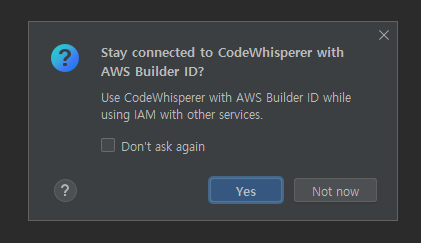 Stay connected to CodeWhisperer with
AWS Builder ID?
Use CodeWhisperer with AWS Builder ID while
using IAM with other services.
Don't ask again
Yes
Not now